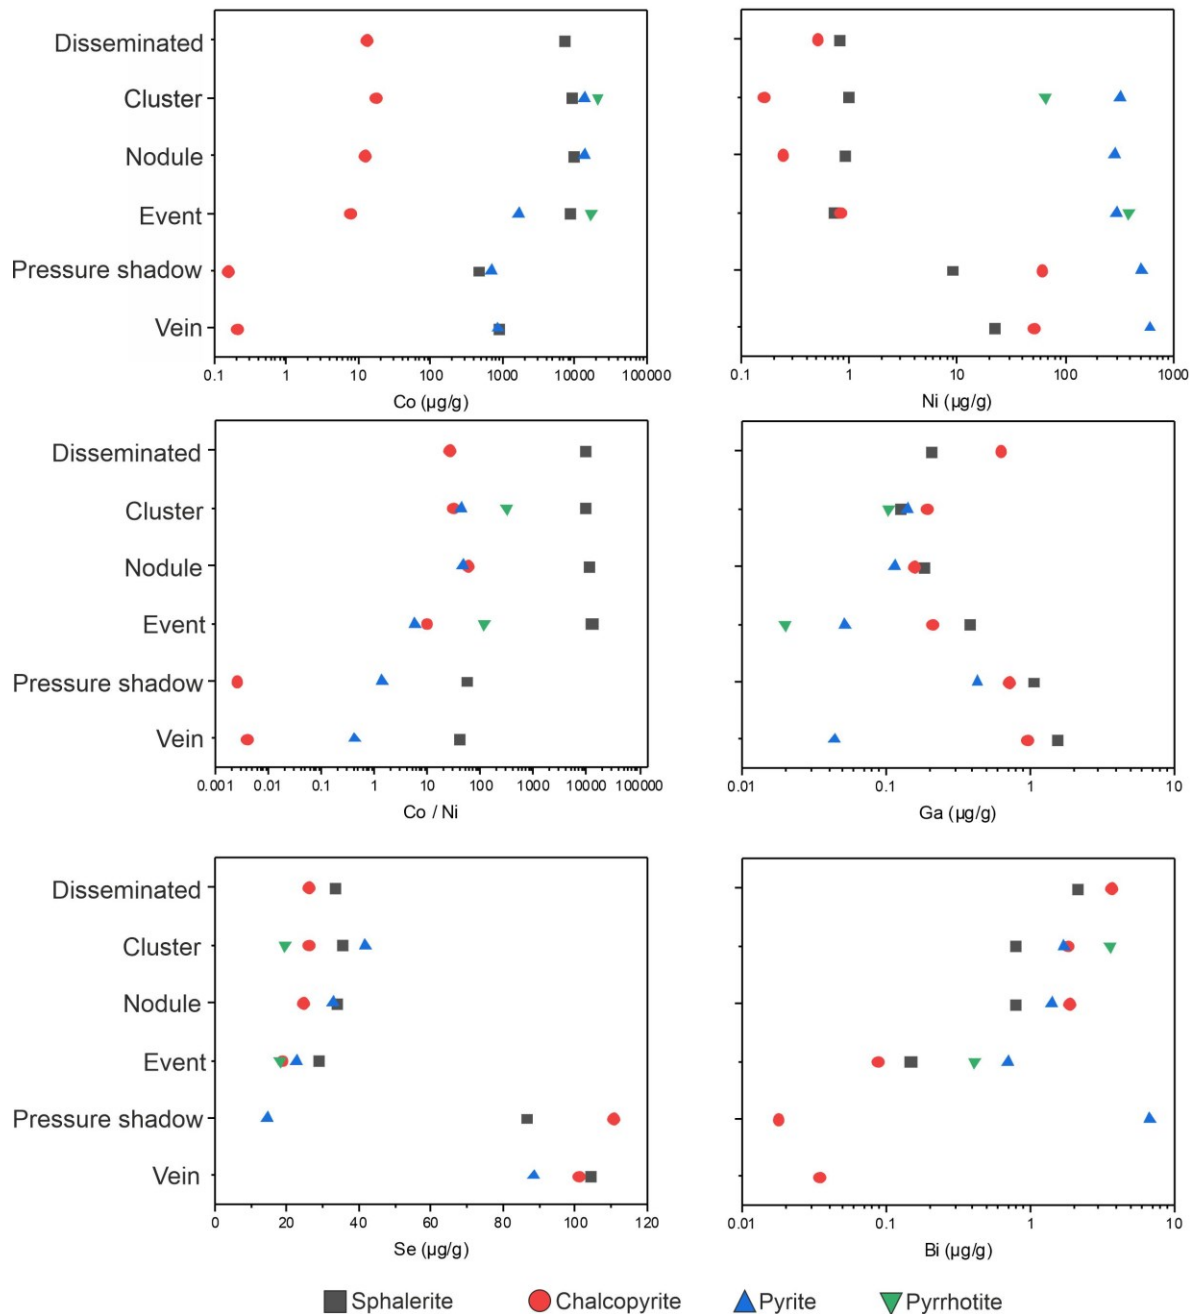 Disseminated
Cluster
Nodule
Event
Pressure shadow
Vein
0.1 1 10 100 1000 10000 100000
Co (µg/g)
0.1 1 10 100 1000
Ni (µg/g)
Disseminated
Cluster
Nodule
Event
Pressure shadow
Vein
0.001 0.01 0.1 1 10 100 1000 10000 100000
Co / Ni
0.01 0.1 1 10
Ga (µg/g)
Disseminated
Cluster
Nodule
Event
Pressure shadow
Vein
0 20 40 60 80 100 120
Se (µg/g)
0.01 0.1 1 10
Bi (µg/g)
Sphalerite Chalcopyrite Pyrite Pyrrhotite